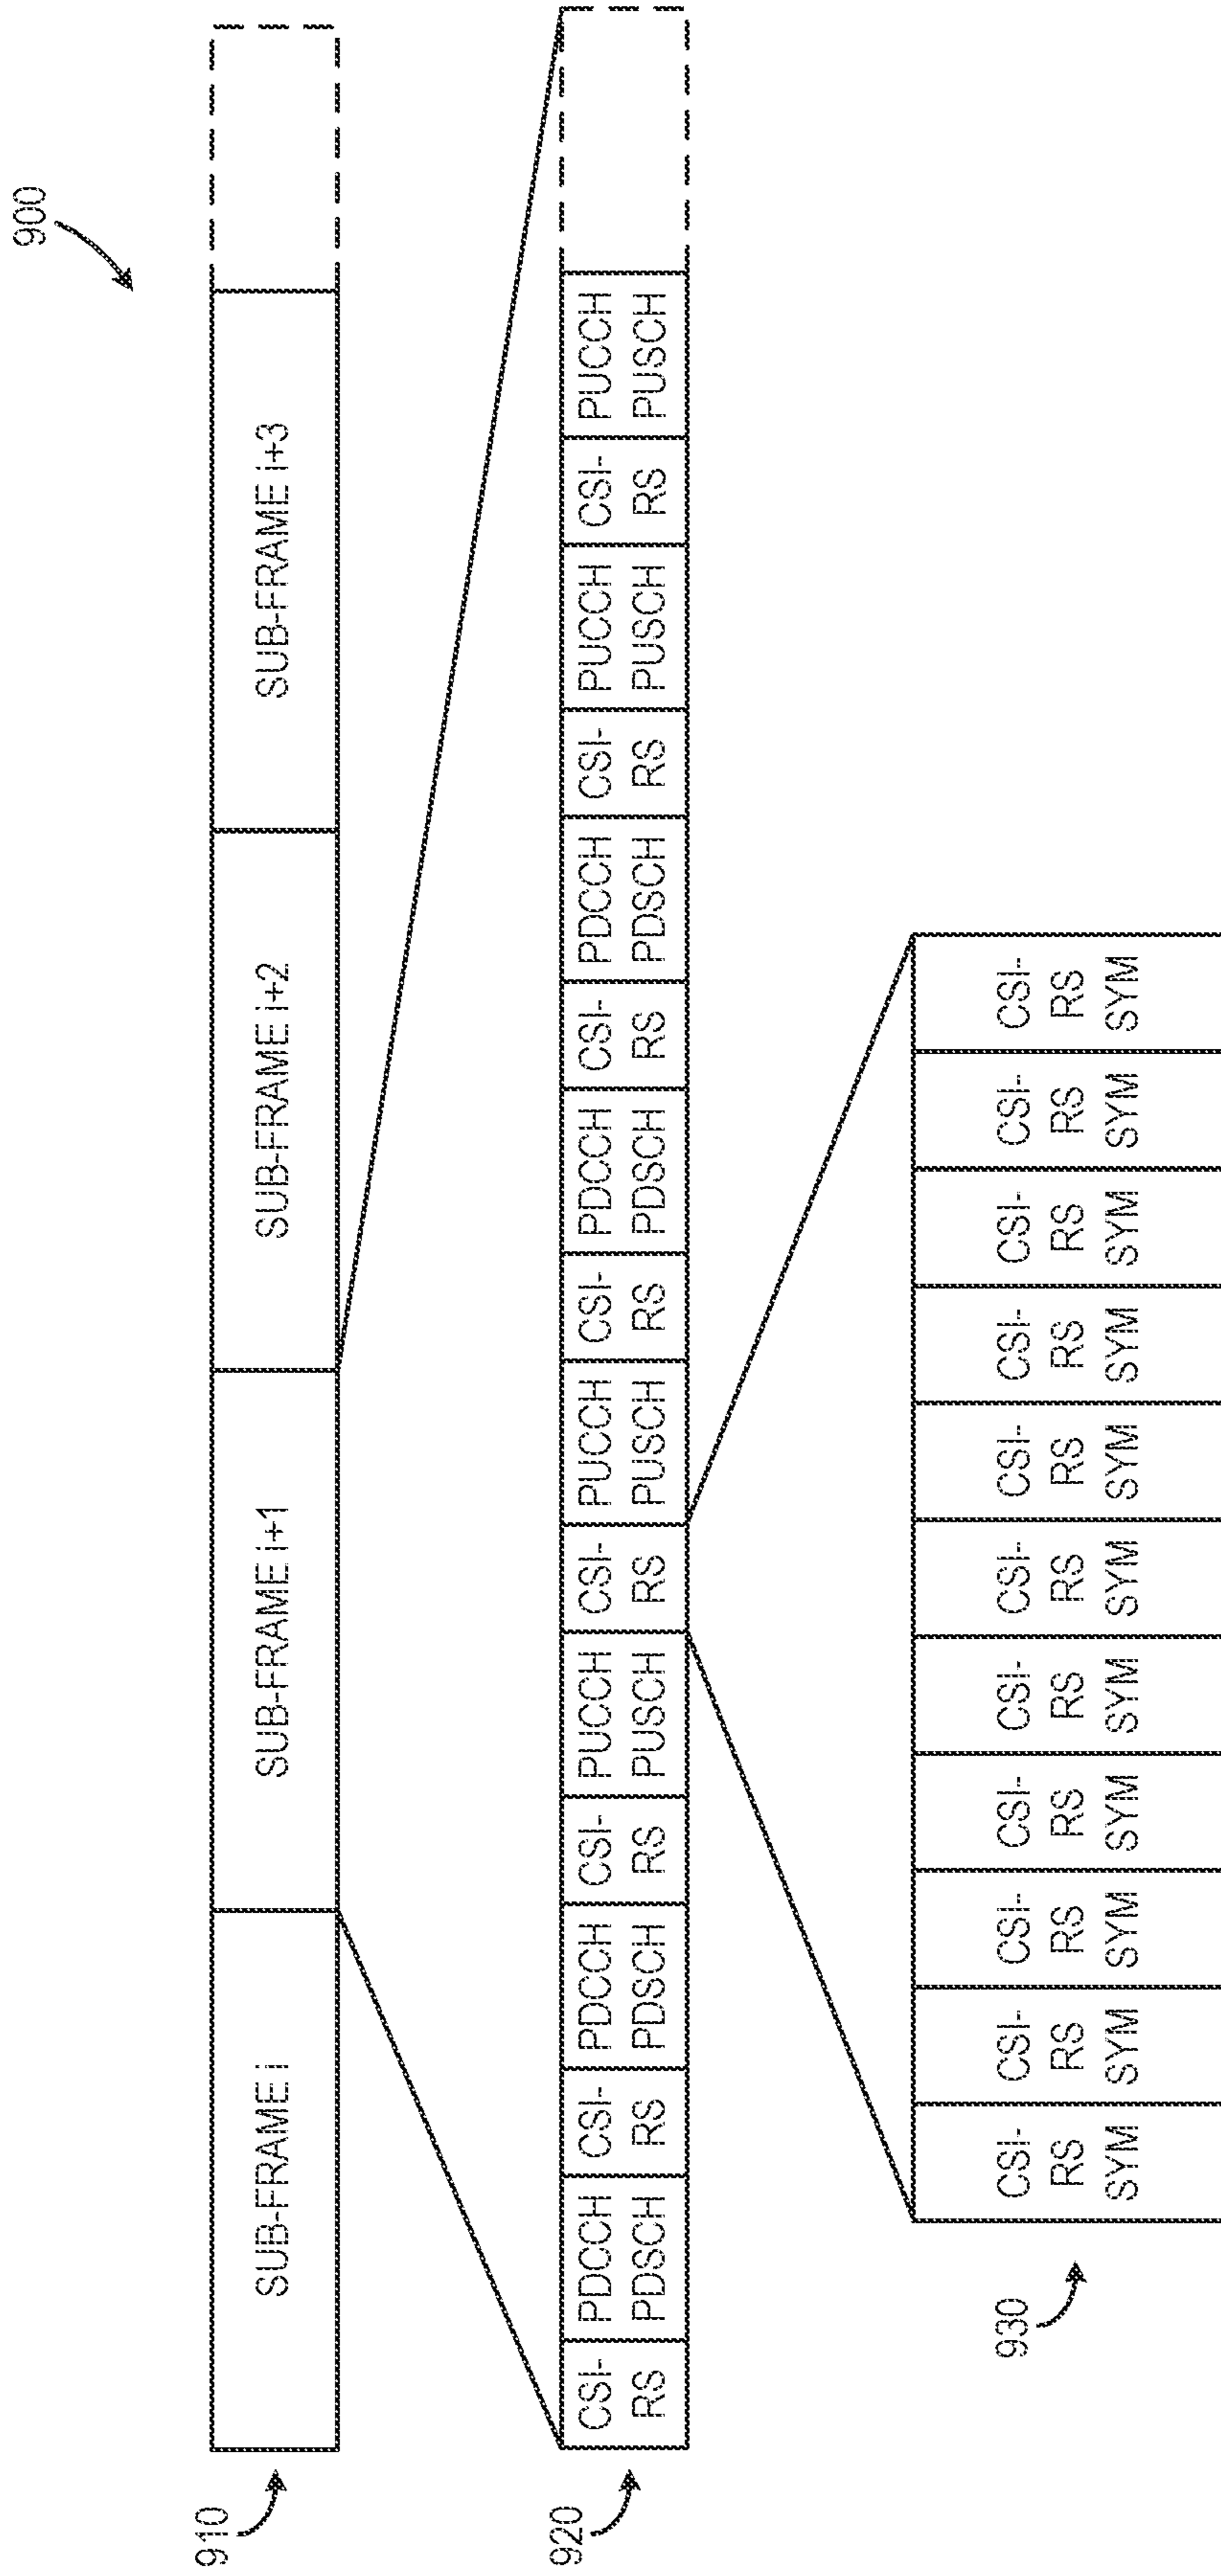 900
910
SUB-FRAME i
SUB-FRAME i+1
SUB-FRAME i+2
SUB-FRAME i+3
920
CSI-
RS
PDCCH
PDSCH
CSI-
RS
PDCCH
PDSCH
CSI-
RS
PUCCH
PUSCH
CSI-
RS
PUCCH
PUSCH
CSI-
RS
PDCCH
PDSCH
CSI-
RS
PDCCH
PDSCH
CSI-
RS
PUCCH
PUSCH
CSI-
RS
PUCCH
PUSCH
930
CSI-
RS
SYM
CSI-
RS
SYM
CSI-
RS
SYM
CSI-
RS
SYM
CSI-
RS
SYM
CSI-
RS
SYM
CSI-
RS
SYM
CSI-
RS
SYM
CSI-
RS
SYM
CSI-
RS
SYM
CSI-
RS
SYM